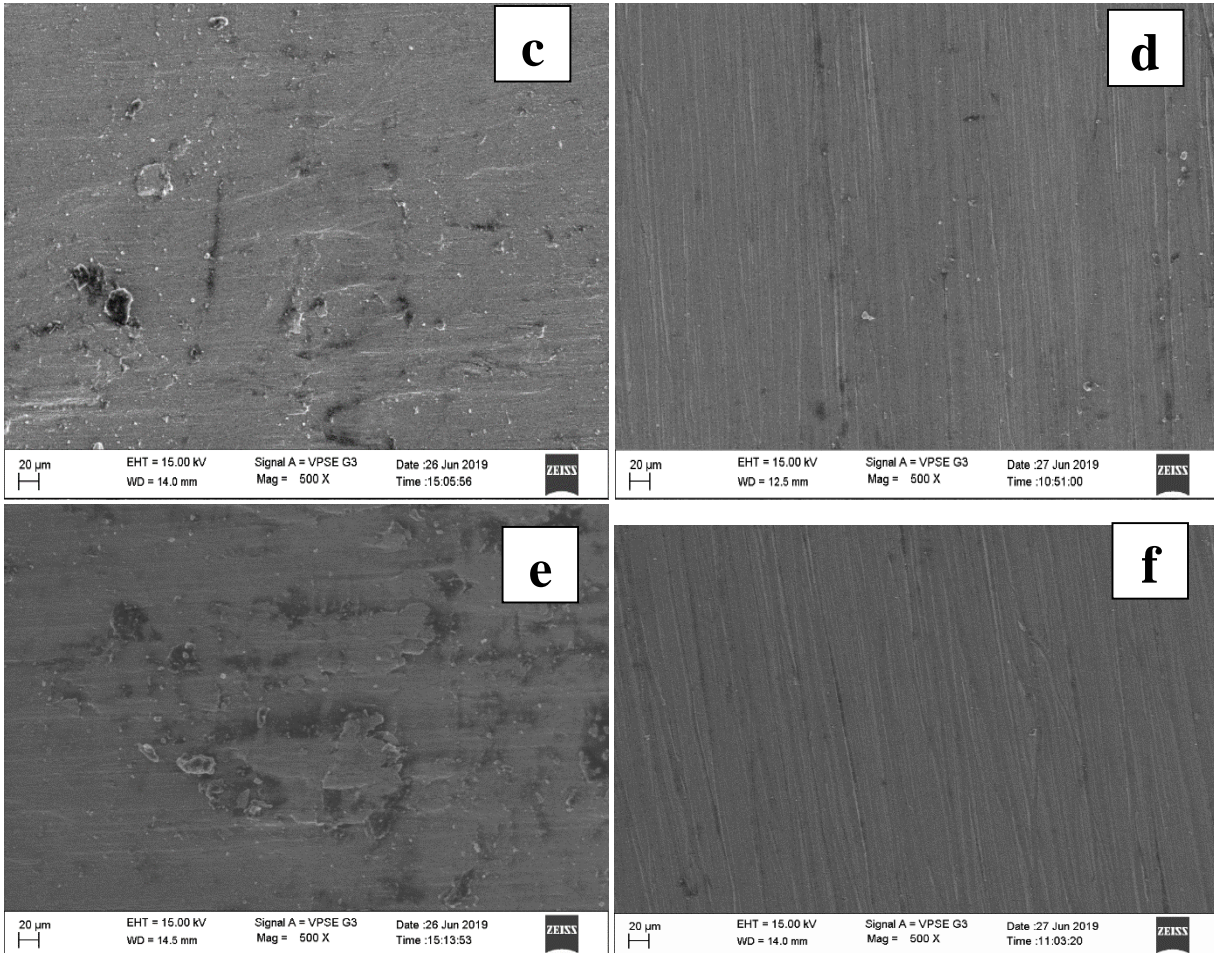 c
d
20 µm
EHT = 15.00 kV
Signal A = VPSE G3
Date :26 Jun 2019
WD = 14.0 mm
Mag = 500 X
Time :15:05:56
ZEISS
20 µm
EHT = 15.00 kV
Signal A = VPSE G3
Date :27 Jun 2019
WD = 12.5 mm
Mag = 500 X
Time :10:51:00
ZEISS
e
f
20 µm
EHT = 15.00 kV
Signal A = VPSE G3
Date :26 Jun 2019
WD = 14.5 mm
Mag = 500 X
Time :15:13:53
ZEISS
20 µm
EHT = 15.00 kV
Signal A = VPSE G3
Date :27 Jun 2019
WD = 14.0 mm
Mag = 500 X
Time :11:03:20
ZEISS